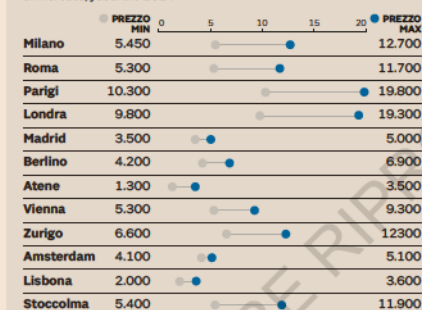 PREZZO MIN 0 5 10 15 20 PREZZO MAX
Milano 5.450 12.700
Roma 5.300 11.700
Parigi 10.300 19.800
Londra 9.800 19.300
Madrid 3.500 5.000
Berlino 4.200 6.900
Atene 1.300 3.500
Vienna 5.300 9.300
Zurigo 6.600 12300
Amsterdam 4.100 5.100
Lisbona 2.000 3.600
Stoccolma 5.400 11.900